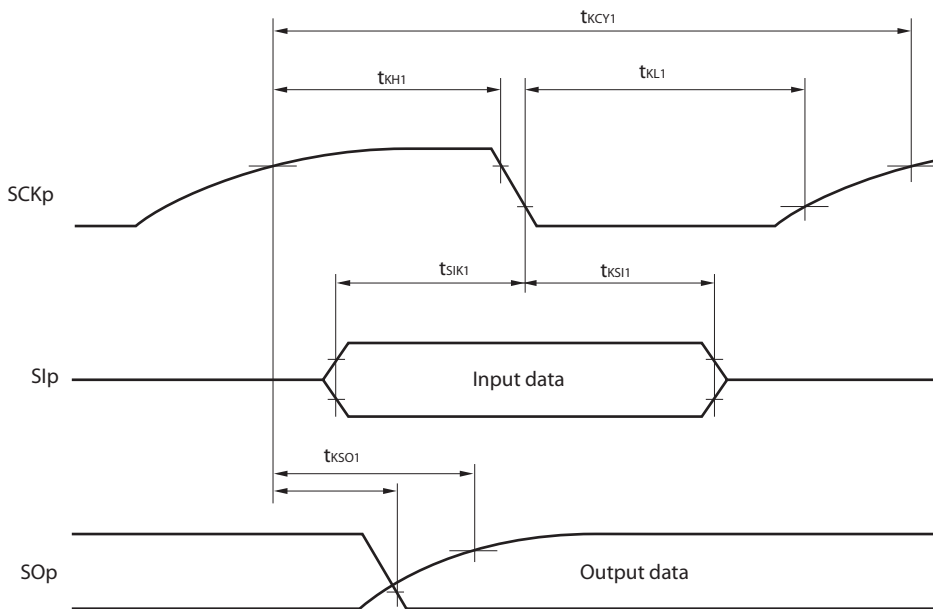 tKCY1
tKH1
tKL1
SCKp
tSIK1
tKSI1
SIp
Input data
tKSO1
SOp
Output data